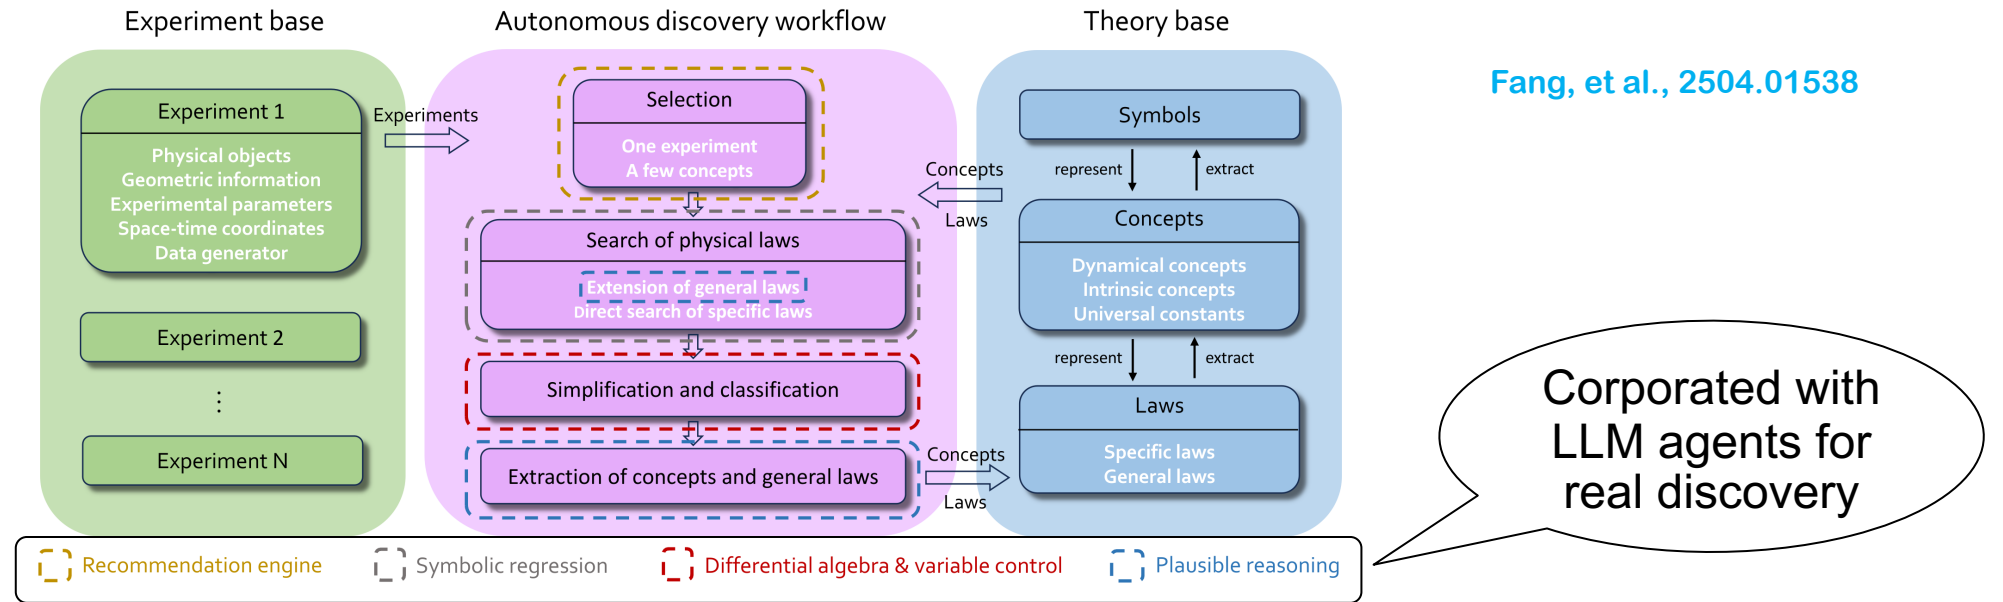 Experiment base
Autonomous discovery workflow
Theory base
Fang, et al., 2504.01538
Experiment 1
Physical objects
Geometric information
Experimental parameters
Space-time coordinates
Data generator
Experiment 2
⋮
Experiment N
Experiments
Selection
One experiment
A few concepts
Search of physical laws
Extension of general laws
Direct search of specific laws
Simplification and classification
Extraction of concepts and general laws
Concepts
Laws
Concepts
Laws
Symbols
represent
extract
Concepts
Dynamical concepts
Intrinsic concepts
Universal constants
represent
extract
Laws
Specific laws
General laws
Corporated with
LLM agents for
real discovery
Recommendation engine
Symbolic regression
Differential algebra & variable control
Plausible reasoning